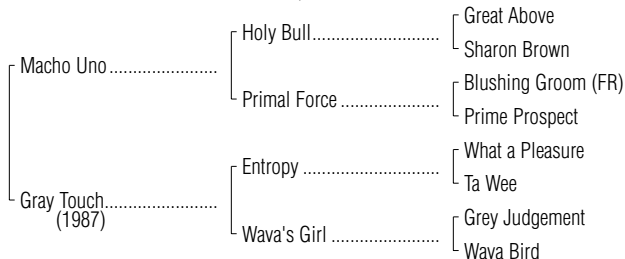 Great Above
Holy Bull..................
Sharon Brown
Macho Uno ......................
Blushing Groom (FR)
Primal Force ..................
Prime Prospect
What a Pleasure
Entropy .........................
Ta Wee
Gray Touch.......................
(1987)
Grey Judgement
Wava's Girl .....................
Wava Bird